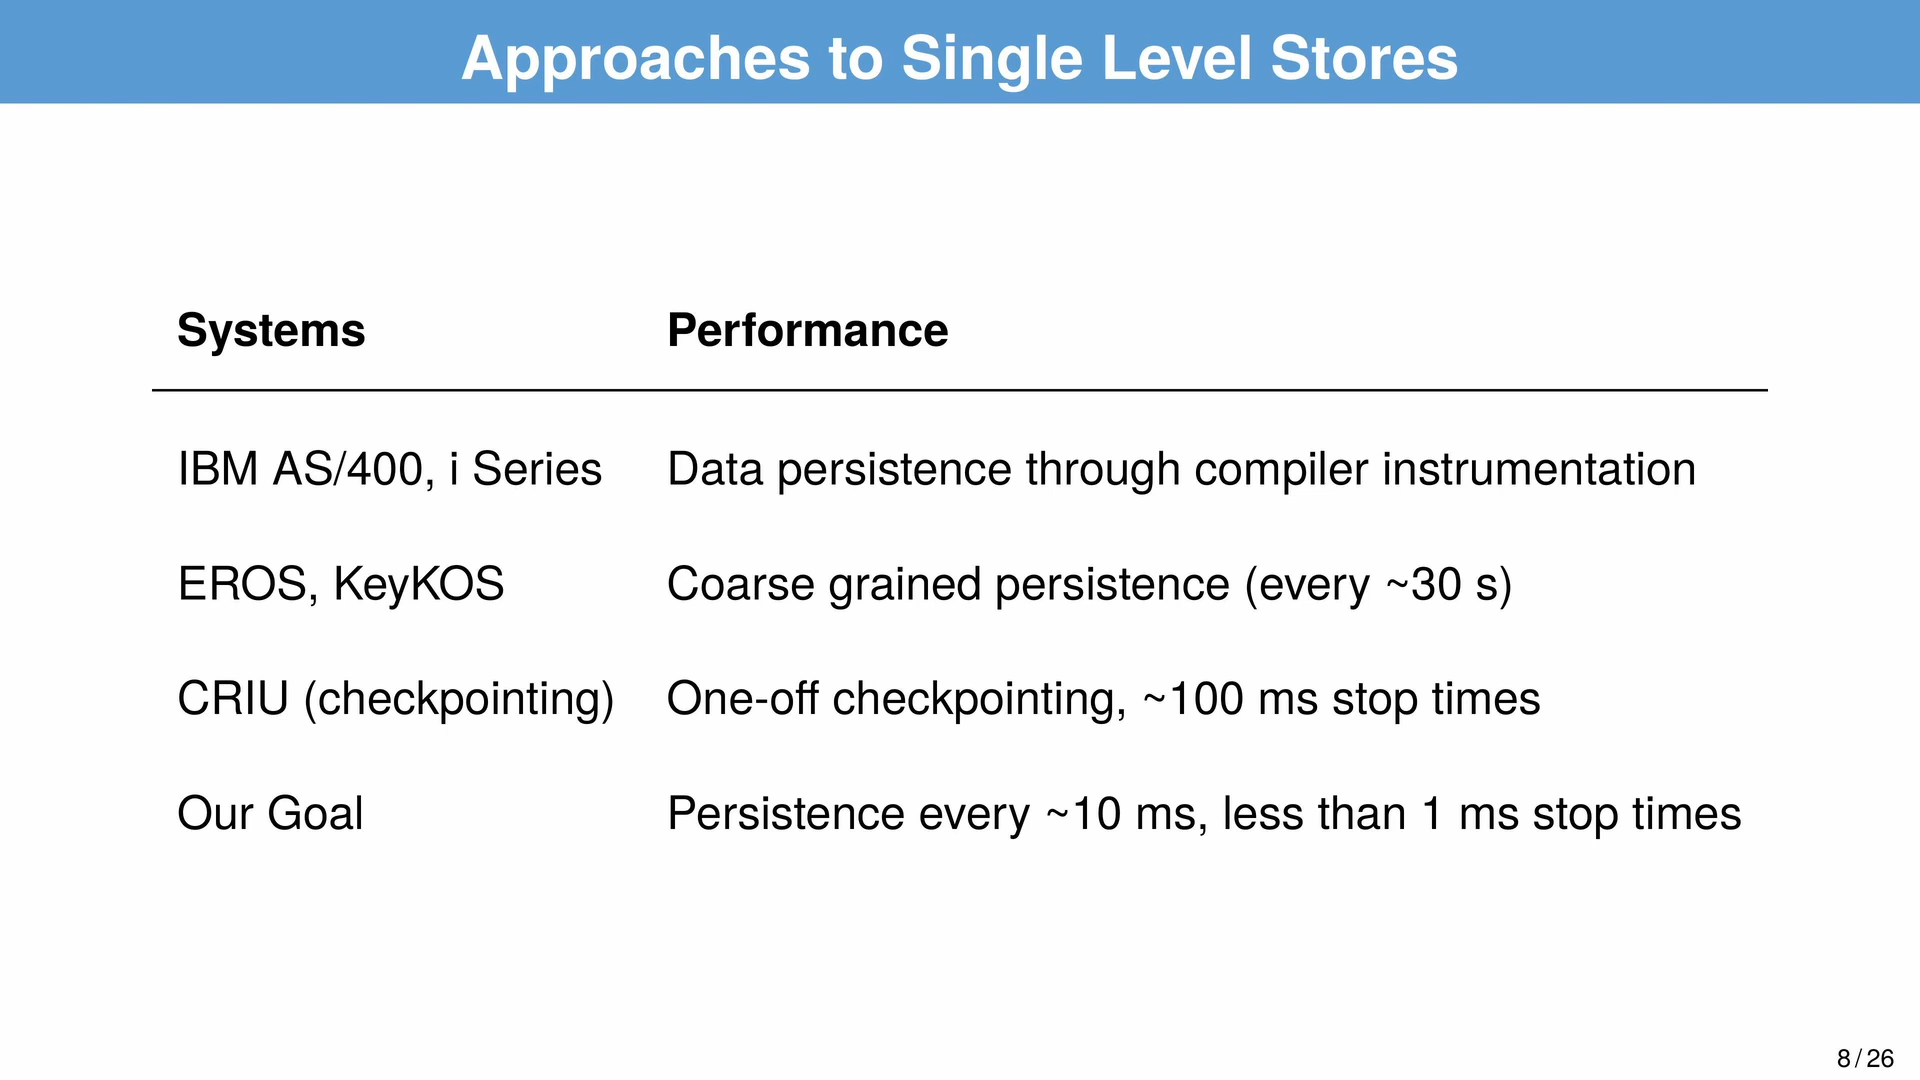 Approaches to Single Level Stores
Systems Performance
IBM AS/400, i Series Data persistence through compiler instrumentation
EROS, KeyKOS Coarse grained persistence (every ~30 s)
CRIU (checkpointing) One-off checkpointing, ~100 ms stop times
Our Goal Persistence every ~10 ms, less than 1 ms stop times
8 / 26